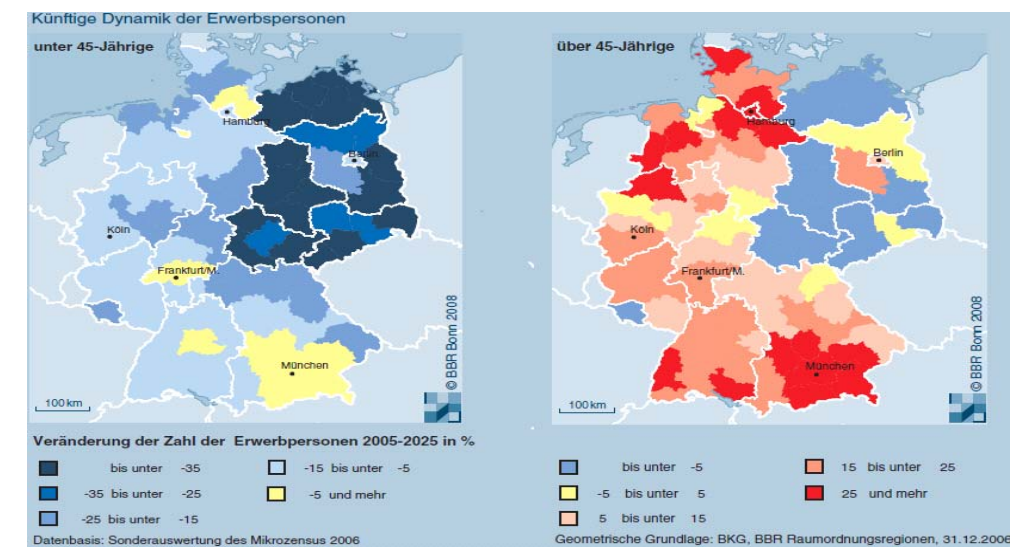 Künftige Dynamik der Erwerbspersonen
unter 45-Jährige
Hamburg
Berlin
Köln
Frankfurt/M.
München
100 km
© BBR Bonn 2008
über 45-Jährige
Hamburg
Berlin
Köln
Frankfurt/M.
München
100 km
© BBR Bonn 2008
Veränderung der Zahl der Erwerbpersonen 2005-2025 in %
bis unter -35
-35 bis unter -25
-25 bis unter -15
-15 bis unter -5
-5 und mehr
bis unter -5
-5 bis unter 5
5 bis unter 15
15 bis unter 25
25 und mehr
Datenbasis: Sonderauswertung des Mikrozensus 2006
Geometrische Grundlage: BKG, BBR Raumordnungsregionen, 31.12.2006